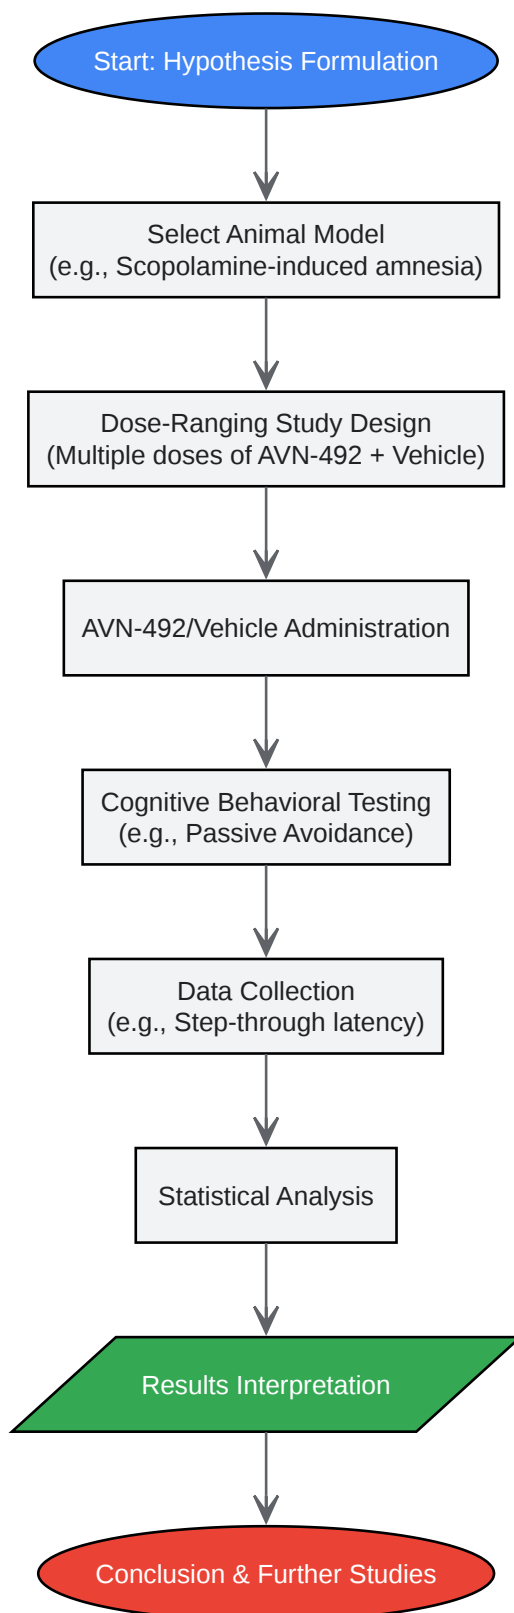 Start: Hypothesis Formulation
Select Animal Model
(e.g., Scopolamine-induced amnesia)
Dose-Ranging Study Design
(Multiple doses of AVN-492 + Vehicle)
AVN-492/Vehicle Administration
Cognitive Behavioral Testing
(e.g., Passive Avoidance)
Data Collection
(e.g., Step-through latency)
Statistical Analysis
Results Interpretation
Conclusion & Further Studies